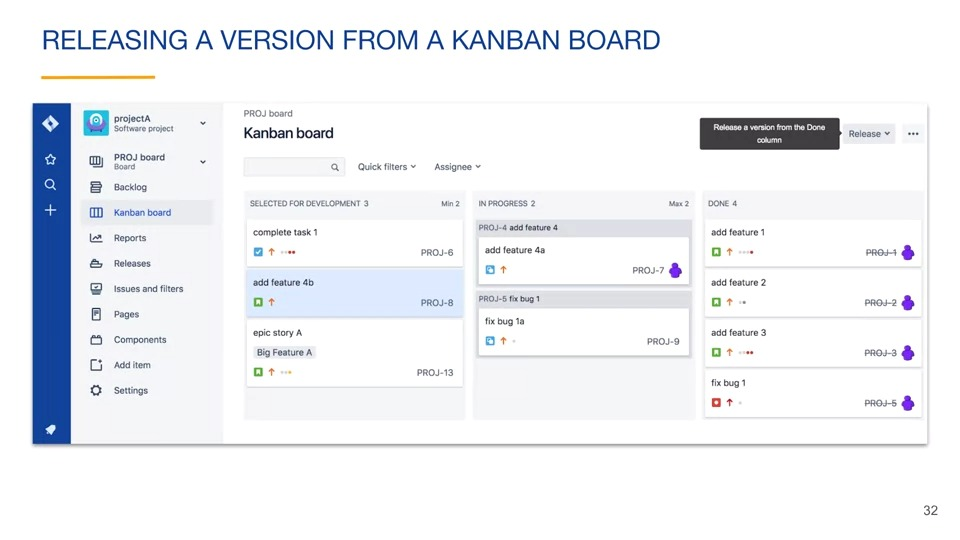 RELEASING A VERSION FROM A KANBAN BOARD
projectA
Software project
PROJ board
Board
Backlog
Kanban board
Reports
Releases
Issues and filters
Pages
Components
Add item
Settings
PROJ board
Kanban board
Release a version from the Done
column
Release
Quick filters
Assignee
SELECTED FOR DEVELOPMENT 3
Min 2
complete task 1
PROJ-6
add feature 4b
PROJ-8
epic story A
Big Feature A
PROJ-13
IN PROGRESS 2
Max 2
PROJ-4 add feature 4
add feature 4a
PROJ-7
PROJ-5 fix bug 1
fix bug 1a
PROJ-9
DONE 4
add feature 1
PROJ-1
add feature 2
PROJ-2
add feature 3
PROJ-3
fix bug 1
PROJ-5
32